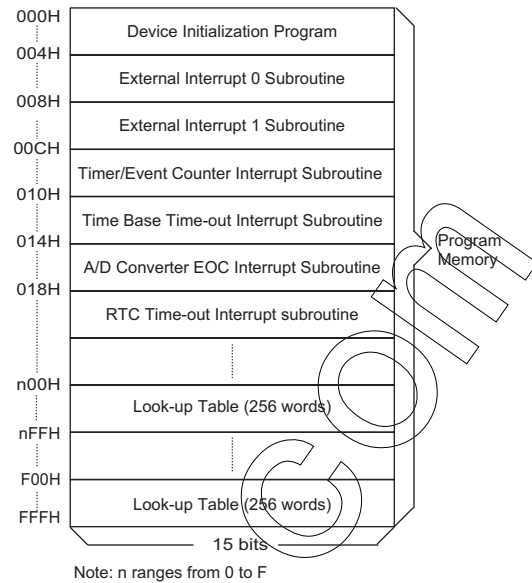 000H
Device Initialization Program
004H
External Interrupt 0 Subroutine
008H
External Interrupt 1 Subroutine
00CH
Timer/Event Counter Interrupt Subroutine
010H
Time Base Time-out Interrupt Subroutine
014H
Program
Memory
A/D Converter EOC Interrupt Subroutine
018H
RTC Time-out Interrupt subroutine
n00H
Look-up Table (256 words)
nFFH
F00H
Look-up Table (256 words)
FFFH
15 bits
Note: n ranges from 0 to F
com